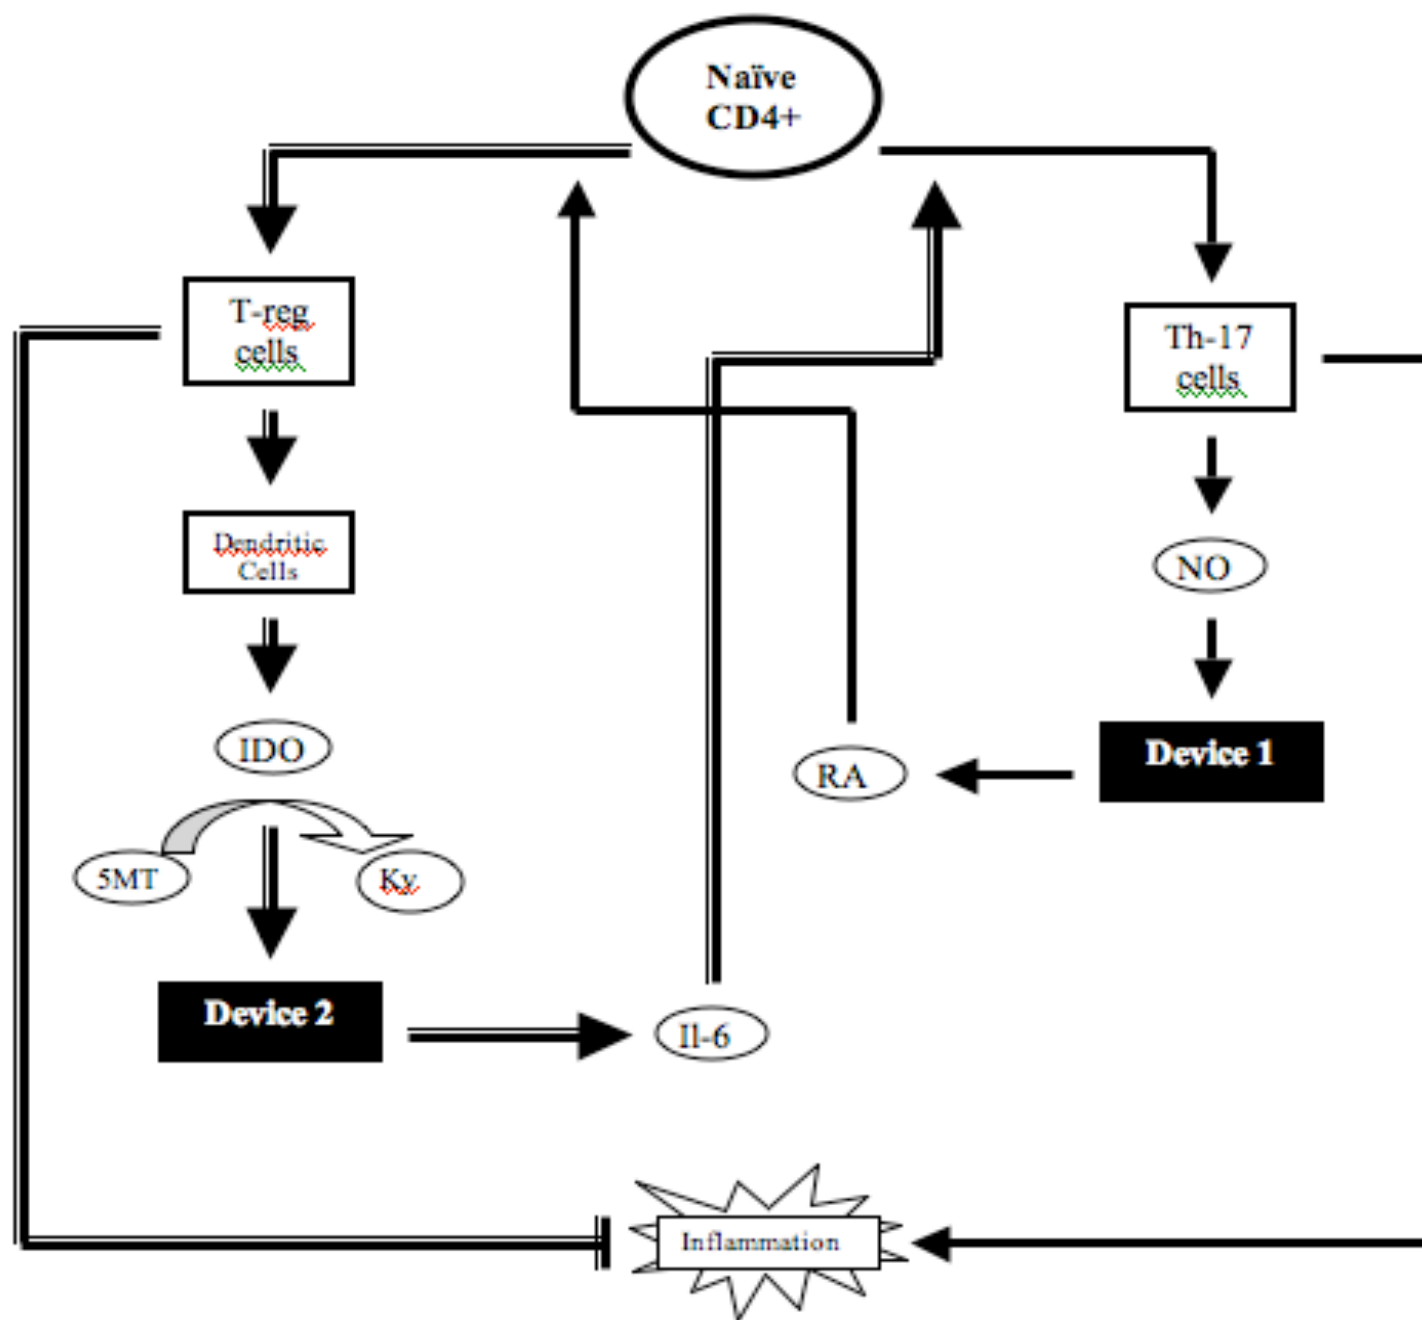 Naïve
CD4+
T-reg
cells
Th-17
cells
Dendritic
Cells
NO
IDO
RA
Device 1
5MT
Ky
Device 2
Il-6
Inflammation